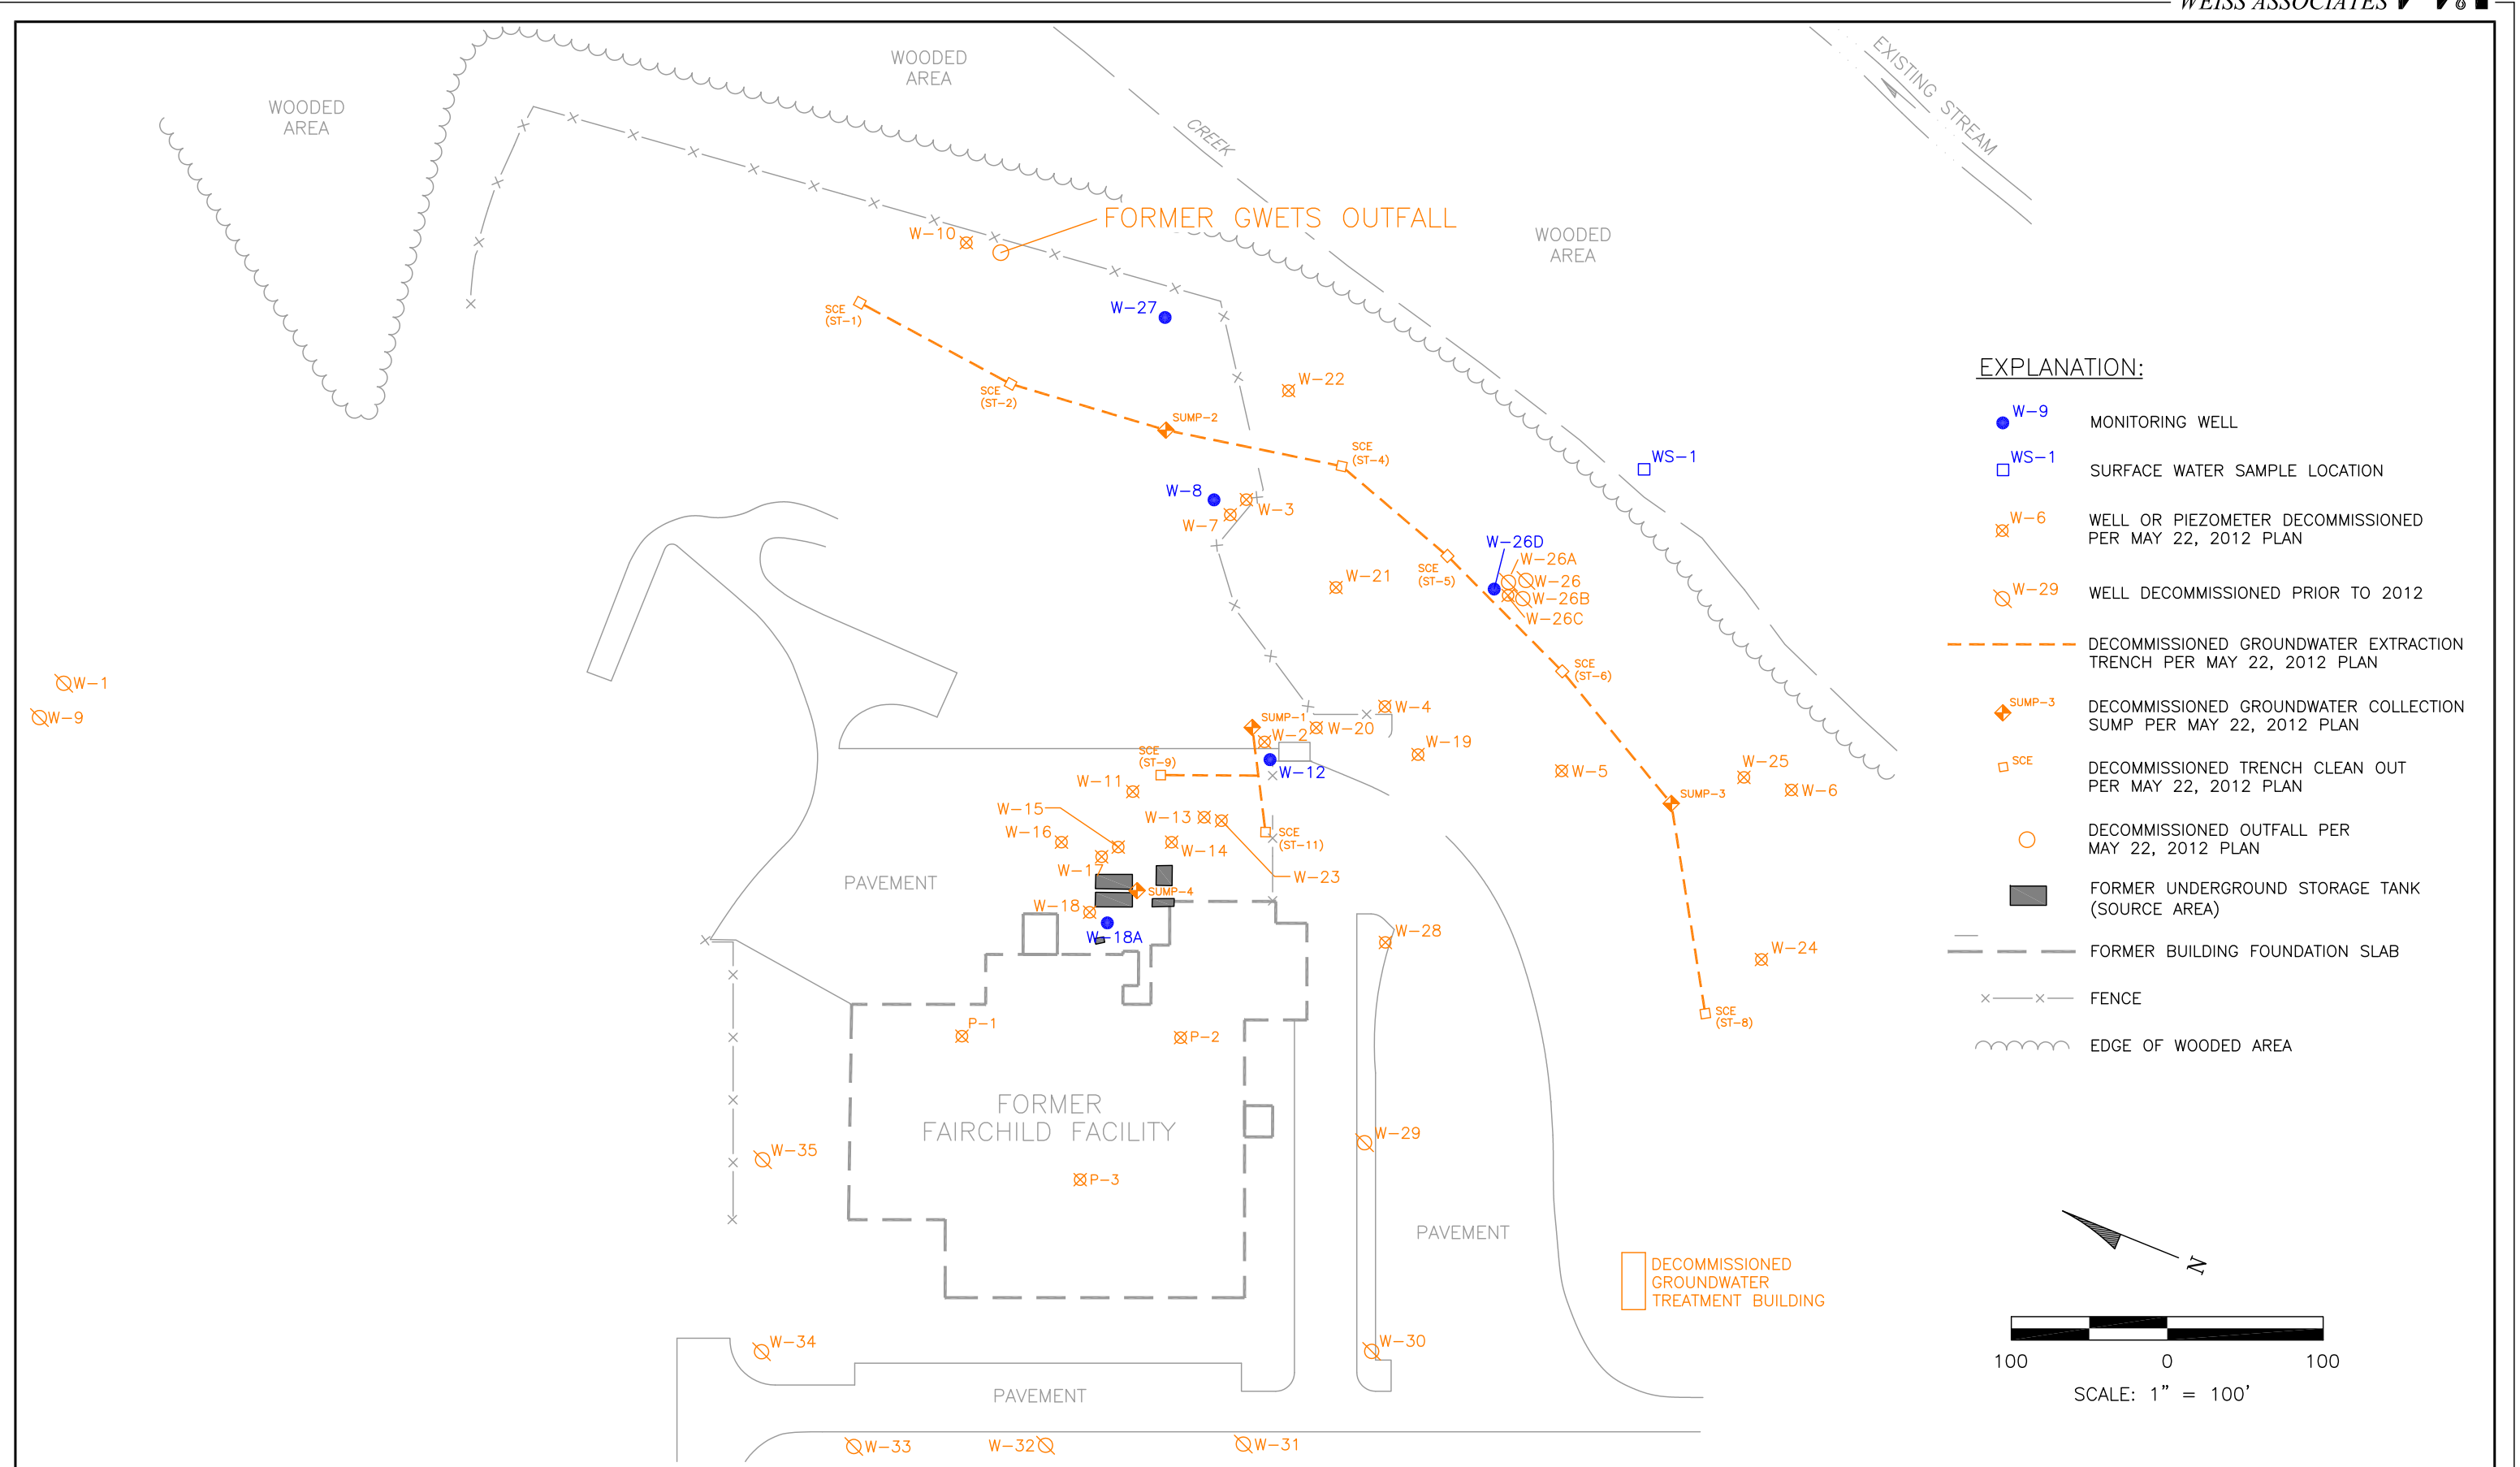 WEISS ASSOCIATES
WOODED
AREA
WOODED
AREA
CREEK
EXISTING STREAM
FORMER GWETS OUTFALL
W-10
WOODED
AREA
SCE
(ST-1)
W-27
SCE
(ST-2)
W-22
SUMP-2
SCE
(ST-4)
WS-1
W-8
W-3
W-7
W-26D
W-26A
W-26
W-26B
W-26C
SCE
(ST-5)
W-21
SCE
(ST-6)
W-1
W-9
W-4
SUMP-1
W-20
W-2
W-19
SCE
(ST-9)
W-12
W-5
W-25
W-6
W-11
SUMP-3
W-15
W-13
W-16
SCE
(ST-11)
W-14
W-17
W-23
PAVEMENT
SUMP-4
W-18
W-18A
W-28
W-24
SCE
(ST-8)
P-1
P-2
FORMER
FAIRCHILD FACILITY
W-29
W-35
P-3
PAVEMENT
DECOMMISSIONED
GROUNDWATER
TREATMENT BUILDING
W-34
W-30
PAVEMENT
W-33
W-32
W-31
EXPLANATION:
W-9
MONITORING WELL
WS-1
SURFACE WATER SAMPLE LOCATION
W-6
WELL OR PIEZOMETER DECOMMISSIONED
PER MAY 22, 2012 PLAN
W-29
WELL DECOMMISSIONED PRIOR TO 2012
DECOMMISSIONED GROUNDWATER EXTRACTION
TRENCH PER MAY 22, 2012 PLAN
SUMP-3
DECOMMISSIONED GROUNDWATER COLLECTION
SUMP PER MAY 22, 2012 PLAN
SCE
DECOMMISSIONED TRENCH CLEAN OUT
PER MAY 22, 2012 PLAN
DECOMMISSIONED OUTFALL PER
MAY 22, 2012 PLAN
FORMER UNDERGROUND STORAGE TANK
(SOURCE AREA)
FORMER BUILDING FOUNDATION SLAB
FENCE
EDGE OF WOODED AREA
N
100 0 100
SCALE: 1" = 100'